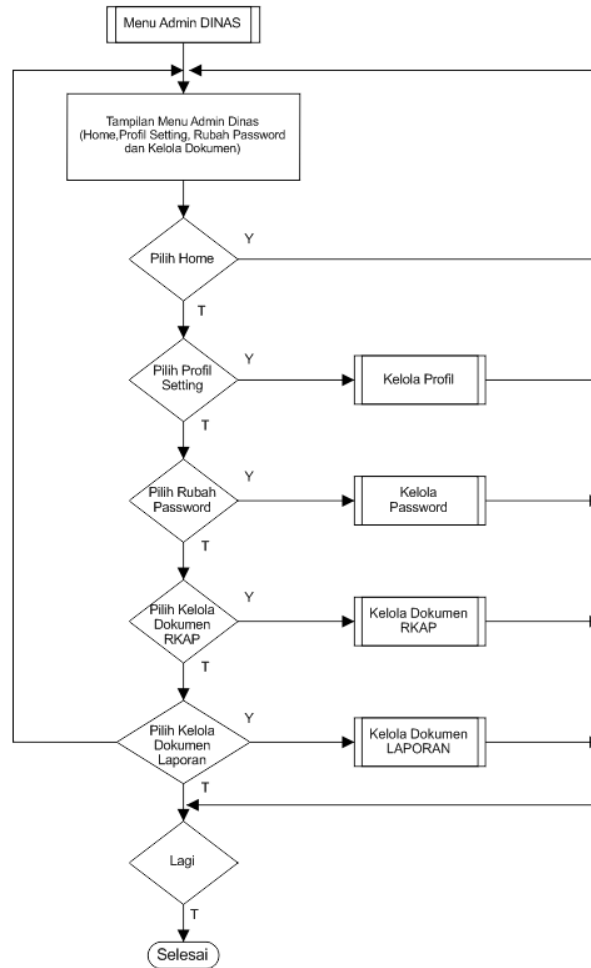 Menu Admin DINAS
Tampilan Menu Admin Dinas
(Home,Profil Setting, Rubah Password
dan Kelola Dokumen)
Pilih Home
Y
T
Pilih Profil
Setting
Y
Kelola Profil
T
Pilih Rubah
Password
Y
Kelola
Password
T
Pilih Kelola
Dokumen
RKAP
Y
Kelola Dokumen
RKAP
T
Pilih Kelola
Dokumen
Laporan
Y
Kelola Dokumen
LAPORAN
T
Lagi
T
Selesai